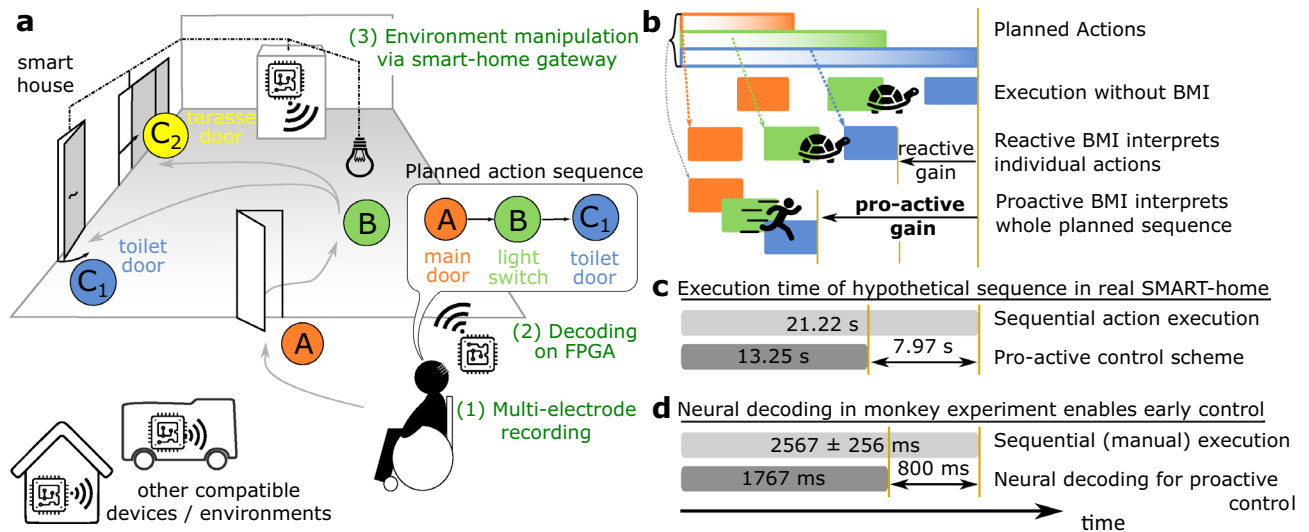 a
(3) Environment manipulation
via smart-home gateway
smart
house
C2
terasse
door
B
toilet
door
C1
A
Planned action sequence
A
B
C1
main
door
light
switch
toilet
door
(2) Decoding
on FPGA
(1) Multi-electrode
recording
other compatible
devices / environments
b
Planned Actions
Execution without BMI
Reactive BMI interprets
individual actions
reactive
gain
Proactive BMI interprets
whole planned sequence
pro-active
gain
c Execution time of hypothetical sequence in real SMART-home
21.22 s
Sequential action execution
13.25 s
7.97 s
Pro-active control scheme
d Neural decoding in monkey experiment enables early control
2567 ± 256 ms
Sequential (manual) execution
1767 ms
800 ms
Neural decoding for proactive
control
time